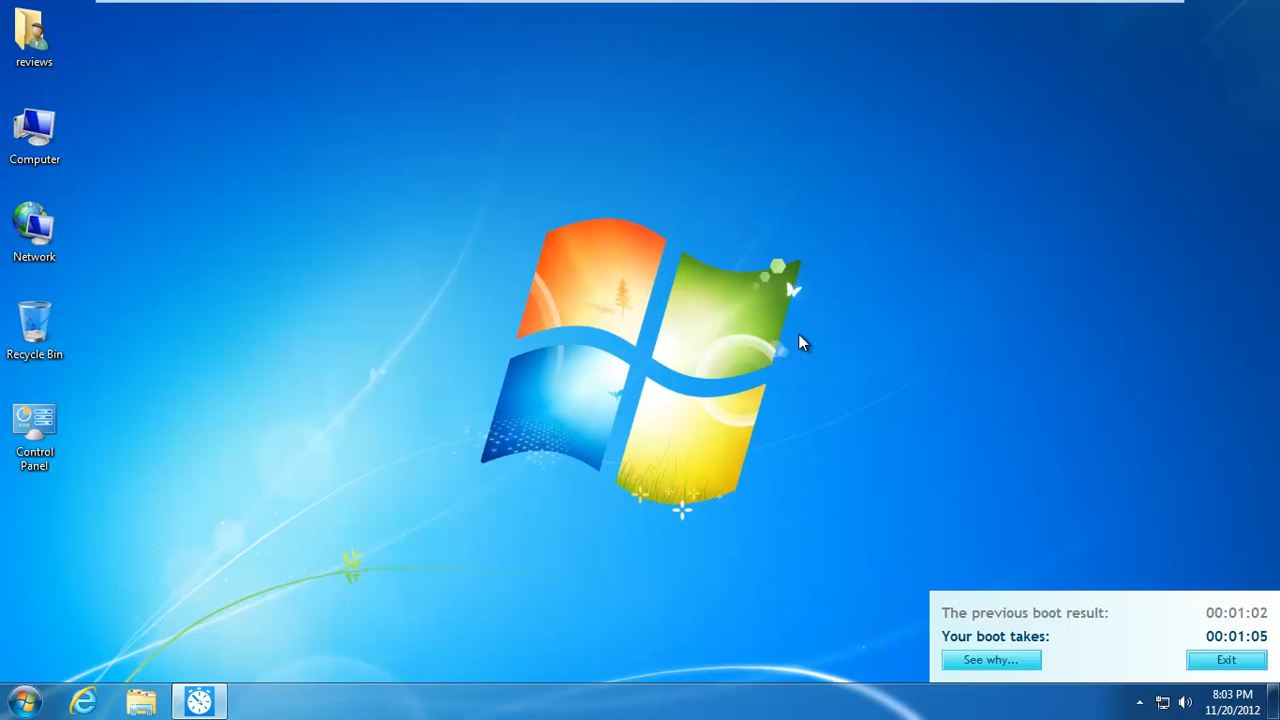 reviews
Computer
Network
Recycle Bin
Control
Panel
The previous boot result: 00:01:02
Your boot takes: 00:01:05
See why... Exit
8:03 PM
11/20/2012